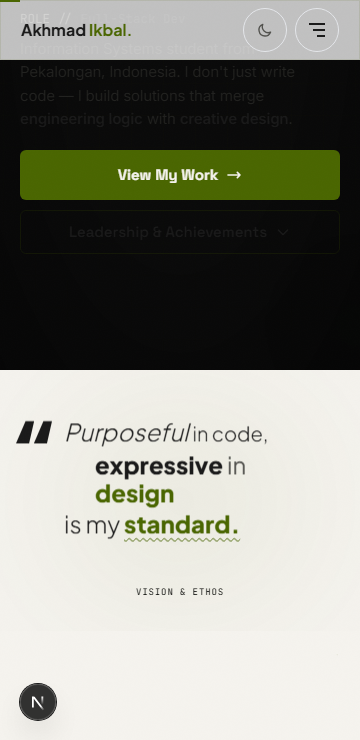 Akhmad Ikbal.
ROLE //
Information Systems student from
Pekalongan, Indonesia. I don't just write
code — I build solutions that merge
engineering logic with creative design.
View My Work →
Leadership & Achievements
" Purposeful in code,
expressive in
design
is my standard.
VISION & ETHOS
N